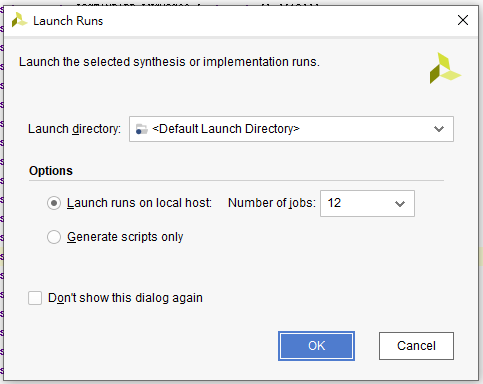 Launch Runs
Launch the selected synthesis or implementation runs.
Launch directory: <Default Launch Directory>
Options
Launch runs on local host: Number of jobs: 12
Generate scripts only
Don't show this dialog again
OK Cancel